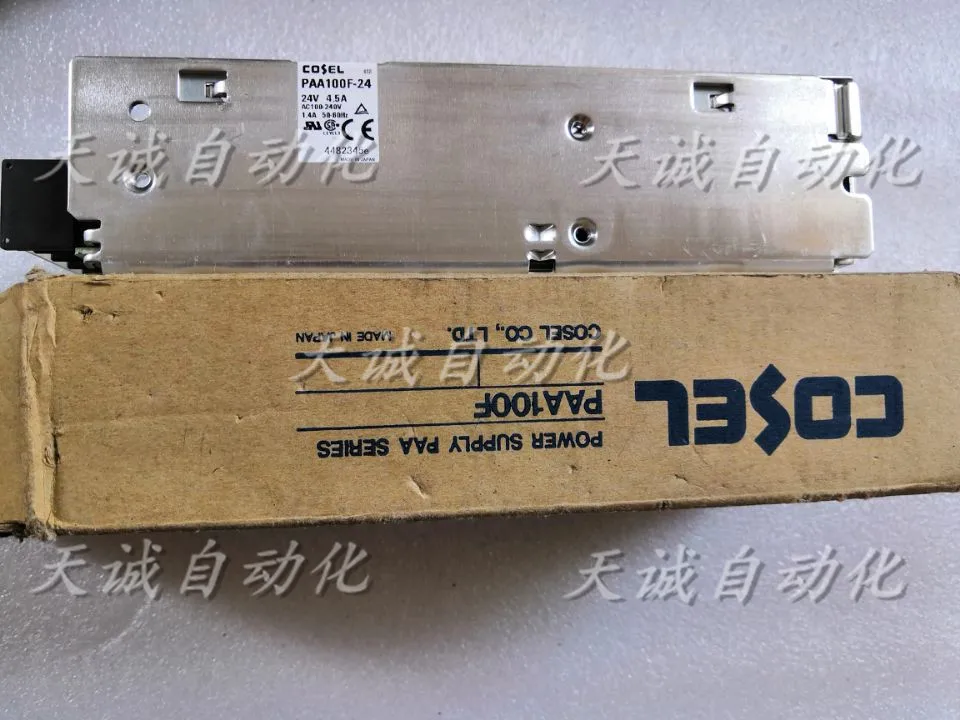 COSEL
PAA100F-24
24V 4.5A
AC100-240V
1.4A 50-60Hz
4482345e
MADE IN JAPAN
天诚自动化
天诚自动化
COSEL
POWER SUPPLY PAA SERIES
PAA100F
COSEL CO., LTD. MADE IN JAPAN
天诚自动化
天诚自动化
天诚自动化